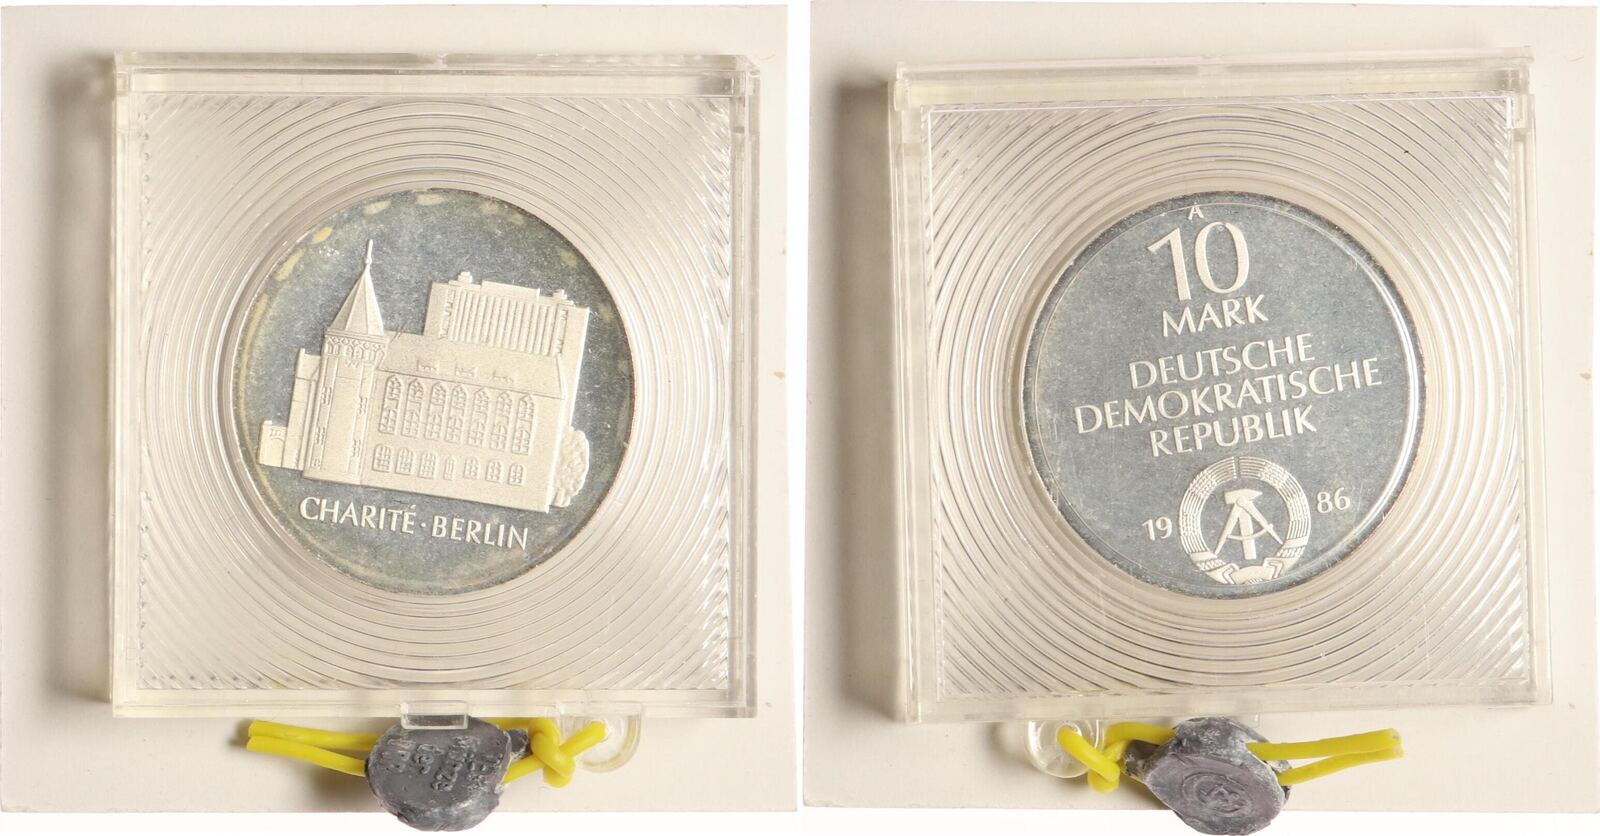 CHARITÉ · BERLIN
A
10
MARK
DEUTSCHE
DEMOKRATISCHE
REPUBLIK
19 86